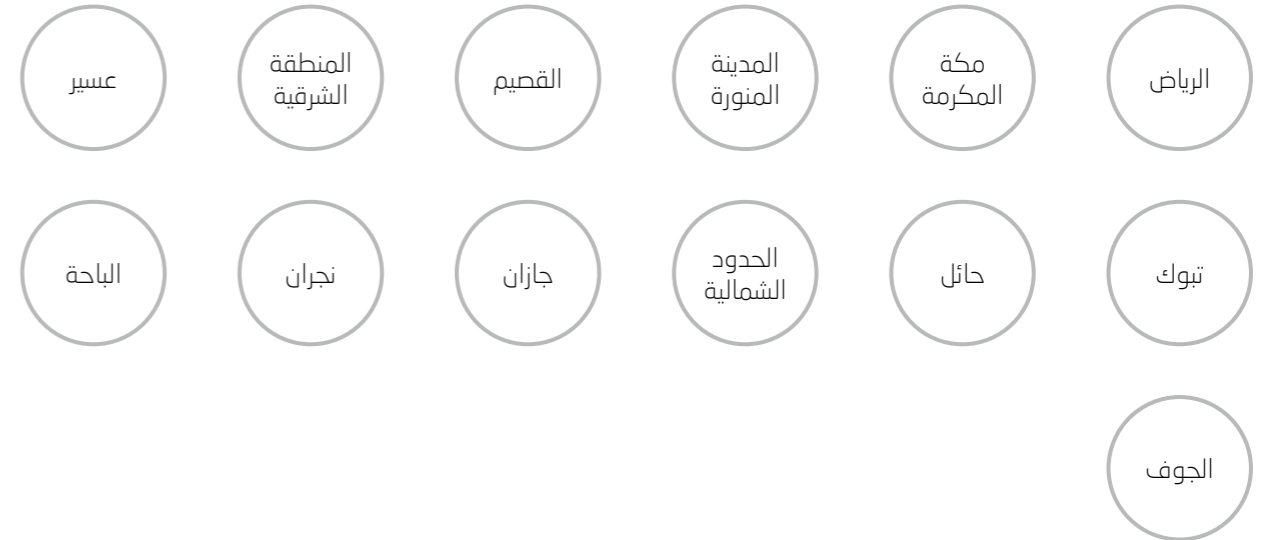 الرياض
مكة
المكرمة
المدينة
المنورة
القصيم
المنطقة
الشرقية
عسير
تبوك
حائل
الحدود
الشمالية
جازان
نجران
الباحة
الجوف